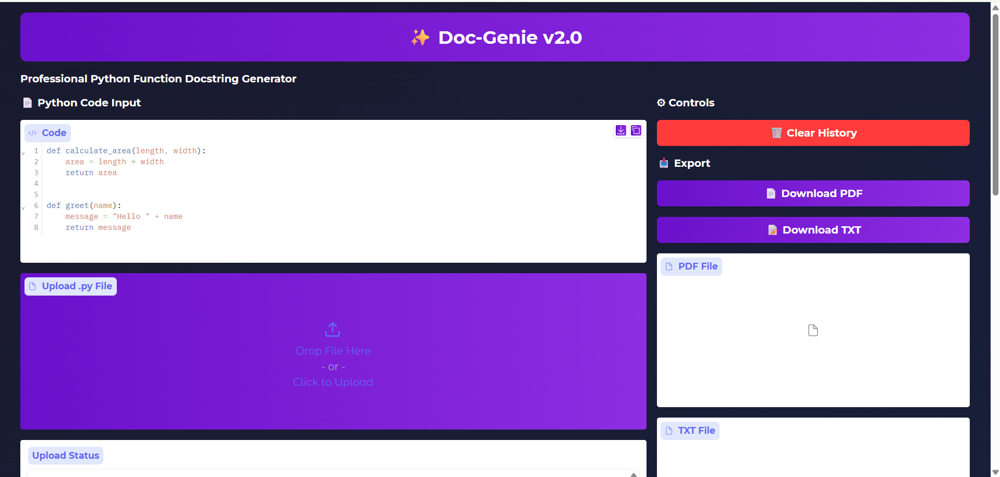 ✨ Doc-Genie v2.0
Professional Python Function Docstring Generator
📄 Python Code Input
</> Code
1 def calculate_area(length, width):
2     area = length * width
3     return area
4
5
6 def greet(name):
7     message = "Hello " + name
8     return message
Upload .py File
Drop File Here
- or -
Click to Upload
Upload Status
⚙ Controls
🗑️ Clear History
📥 Export
📄 Download PDF
📝 Download TXT
PDF File
TXT File